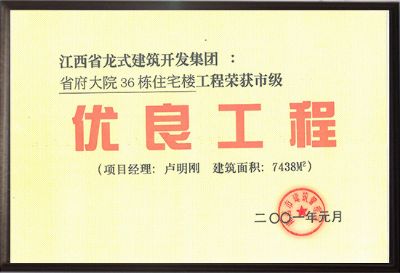 江西省龙式建筑开发集团：
省府大院36栋住宅楼工程荣获市级
优良工程
(项目经理: 卢明刚 建筑面积: 7438M²)
二〇〇一年元月